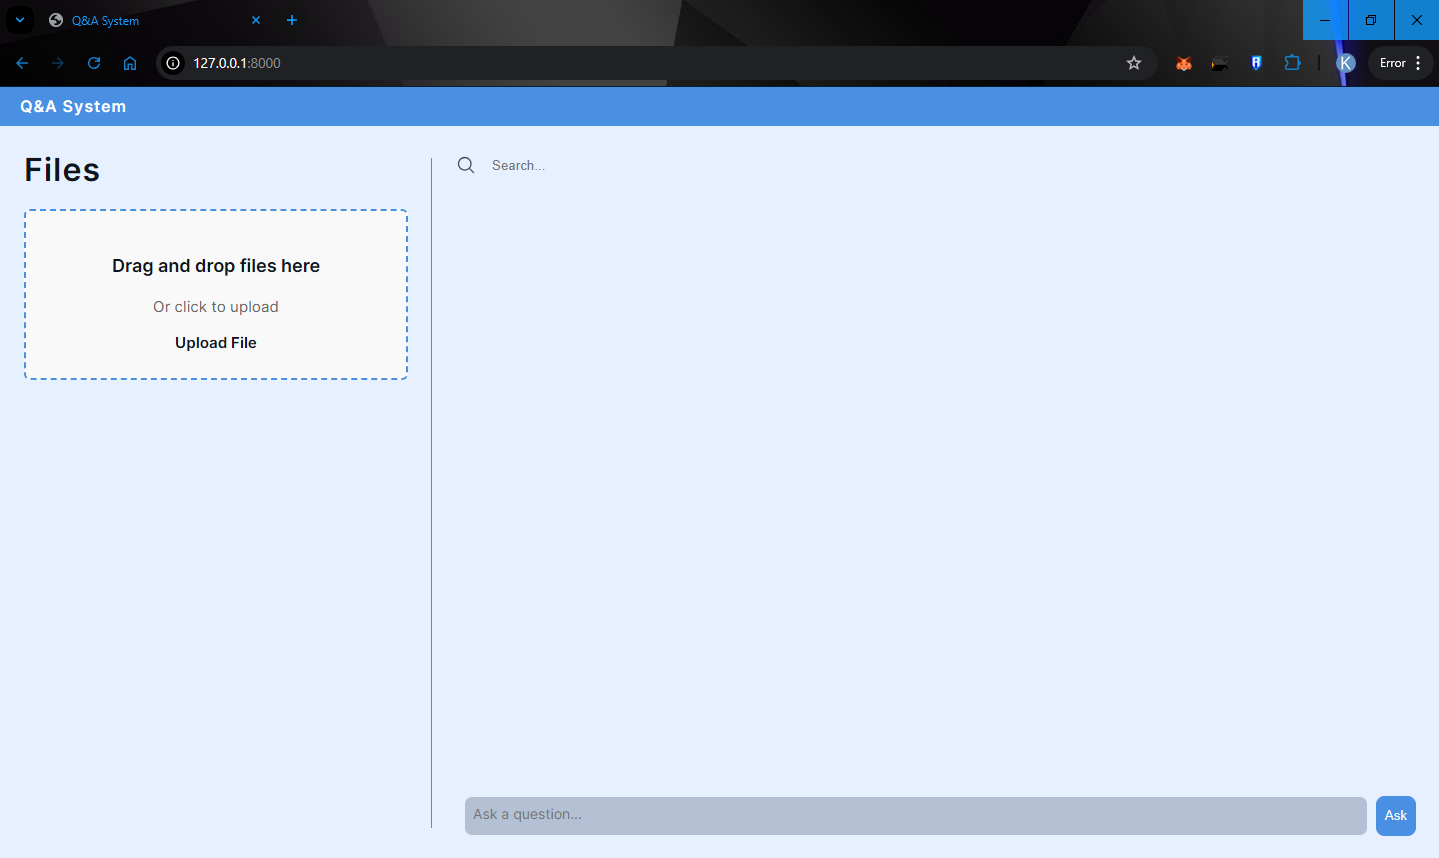 Q&A System
127.0.0.1:8000
K
Error
Q&A System
Files
Search...
Drag and drop files here
Or click to upload
Upload File
Ask a question...
Ask